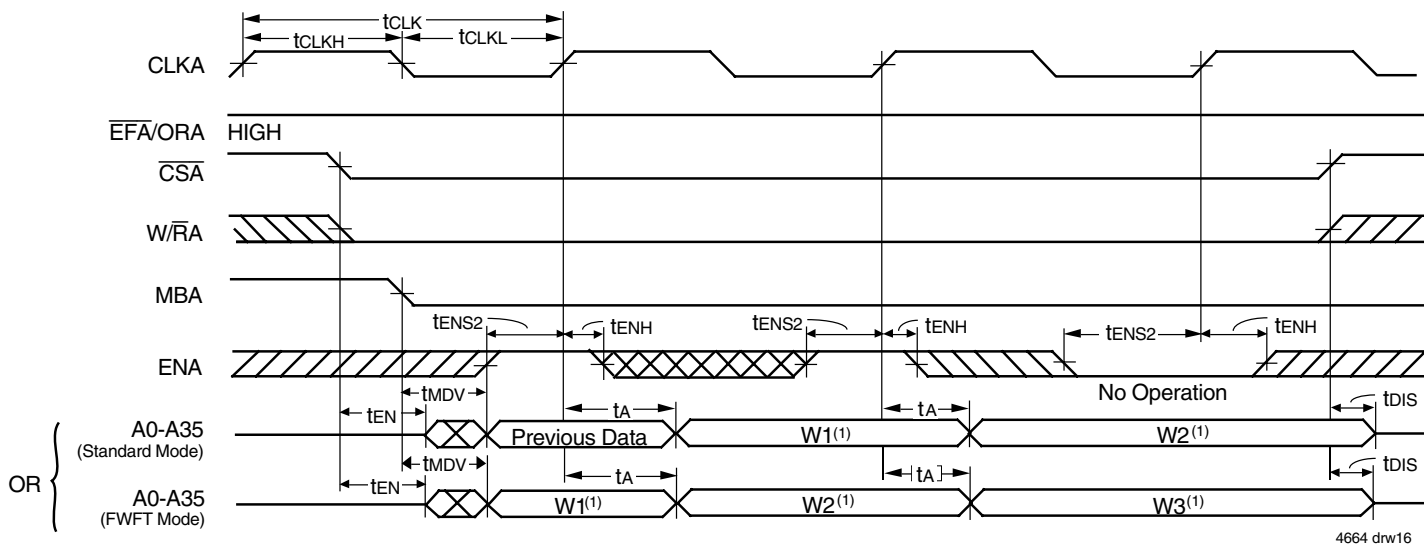 tCLK
tCLKH tCLKL
CLKA
EFA/ORA HIGH
CSA
W/RA
MBA
tENS2 tENH tENS2 tENH tENS2 tENH
ENA
No Operation
tMDV
tEN tA tA tDIS
A0-A35 Previous Data W1(1) W2(1)
(Standard Mode)
OR
tMDV
tEN tA tA tDIS
A0-A35 W1(1) W2(1) W3(1)
(FWFT Mode)
4664 drw16